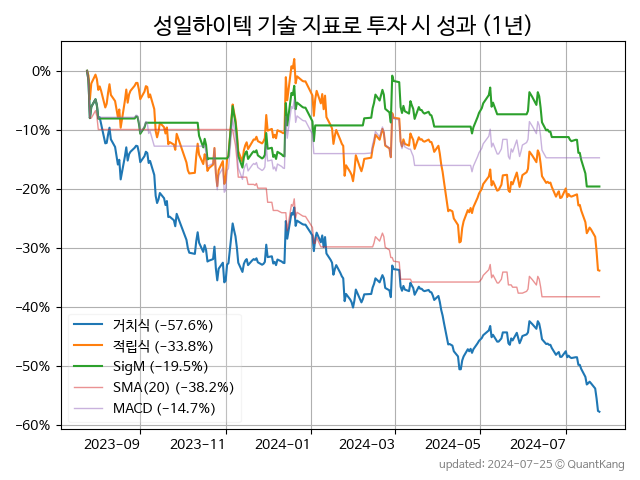 성일하이텍 기술 지표로 투자 시 성과 (1년)
0%
−10%
−20%
−30%
−40%
−50%
−60%
거치식 (−57.6%)
적립식 (−33.8%)
SigM (−19.5%)
SMA(20) (−38.2%)
MACD (−14.7%)
2023-09 2023-11 2024-01 2024-03 2024-05 2024-07
updated: 2024-07-25 © QuantKang